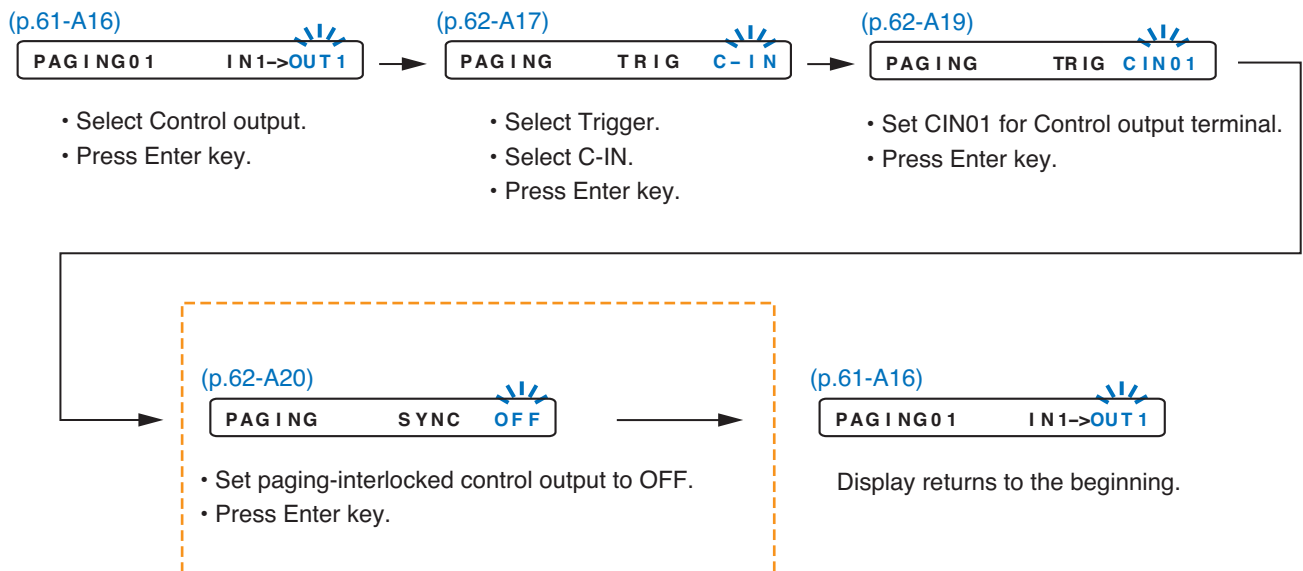 (p.61-A16)
PAGING01 IN1->OUT1
• Select Control output.
• Press Enter key.
(p.62-A17)
PAGING TRIG C-IN
• Select Trigger.
• Select C-IN.
• Press Enter key.
(p.62-A19)
PAGING TRIG CIN01
• Set CIN01 for Control output terminal.
• Press Enter key.
(p.62-A20)
PAGING SYNC OFF
• Set paging-interlocked control output to OFF.
• Press Enter key.
(p.61-A16)
PAGING01 IN1->OUT1
Display returns to the beginning.